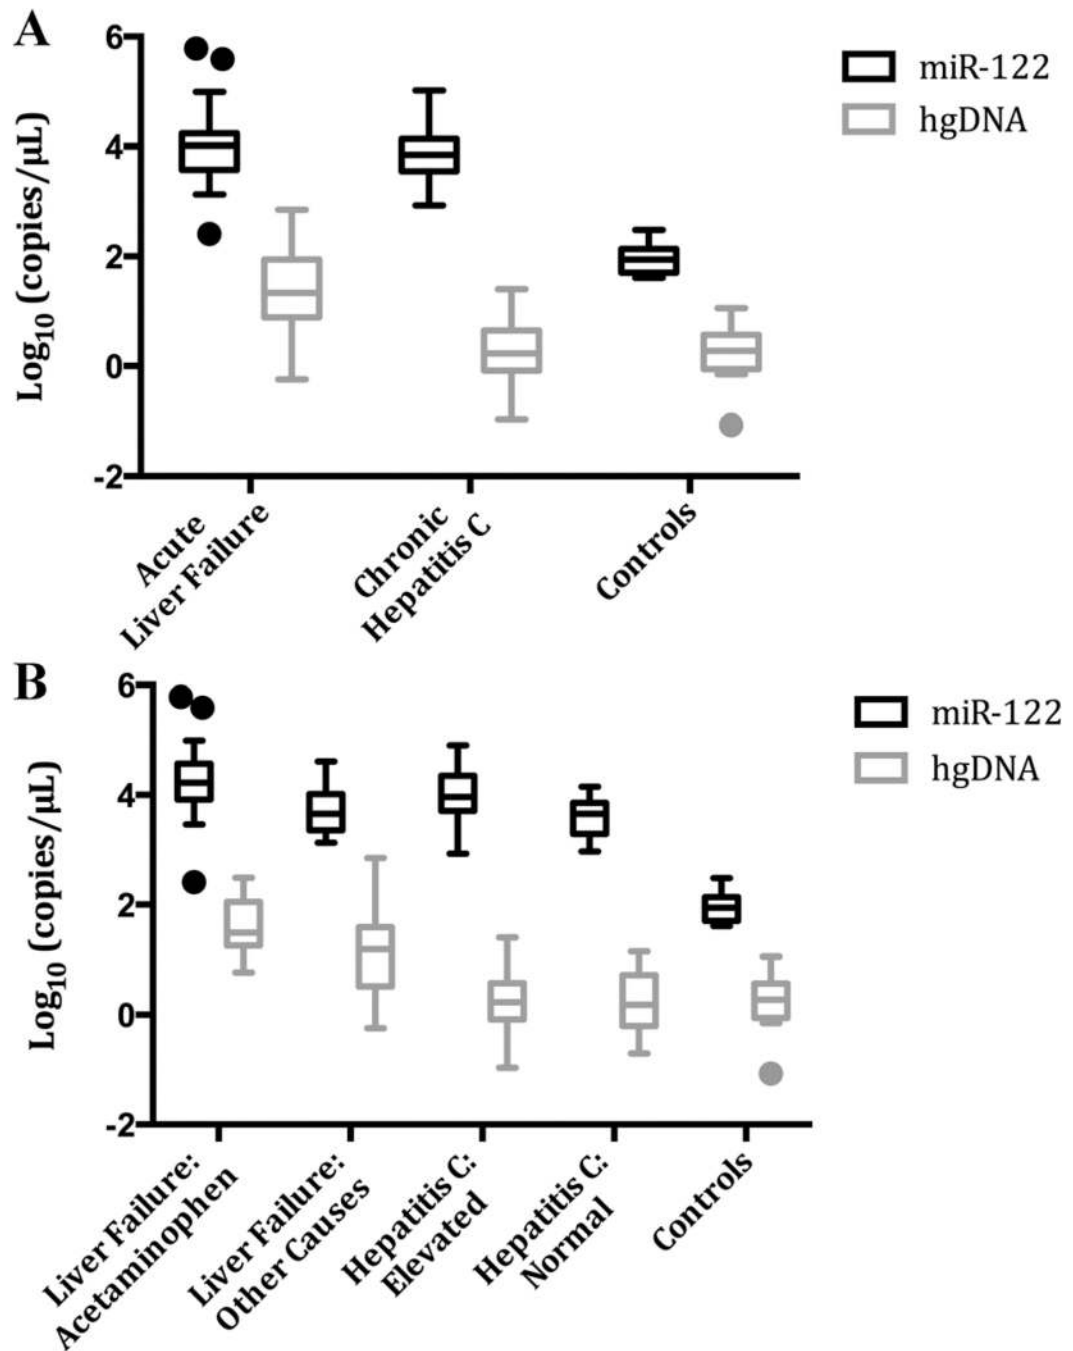 A
6
4
2
0
-2
Log10 (copies/μL)
miR-122
hgDNA
Acute
Liver Failure
Chronic
Hepatitis C
Controls
B
6
4
2
0
-2
Log10 (copies/μL)
miR-122
hgDNA
Liver Failure:
Acetaminophen
Liver Failure:
Other Causes
Hepatitis C:
Elevated
Hepatitis C:
Normal
Controls